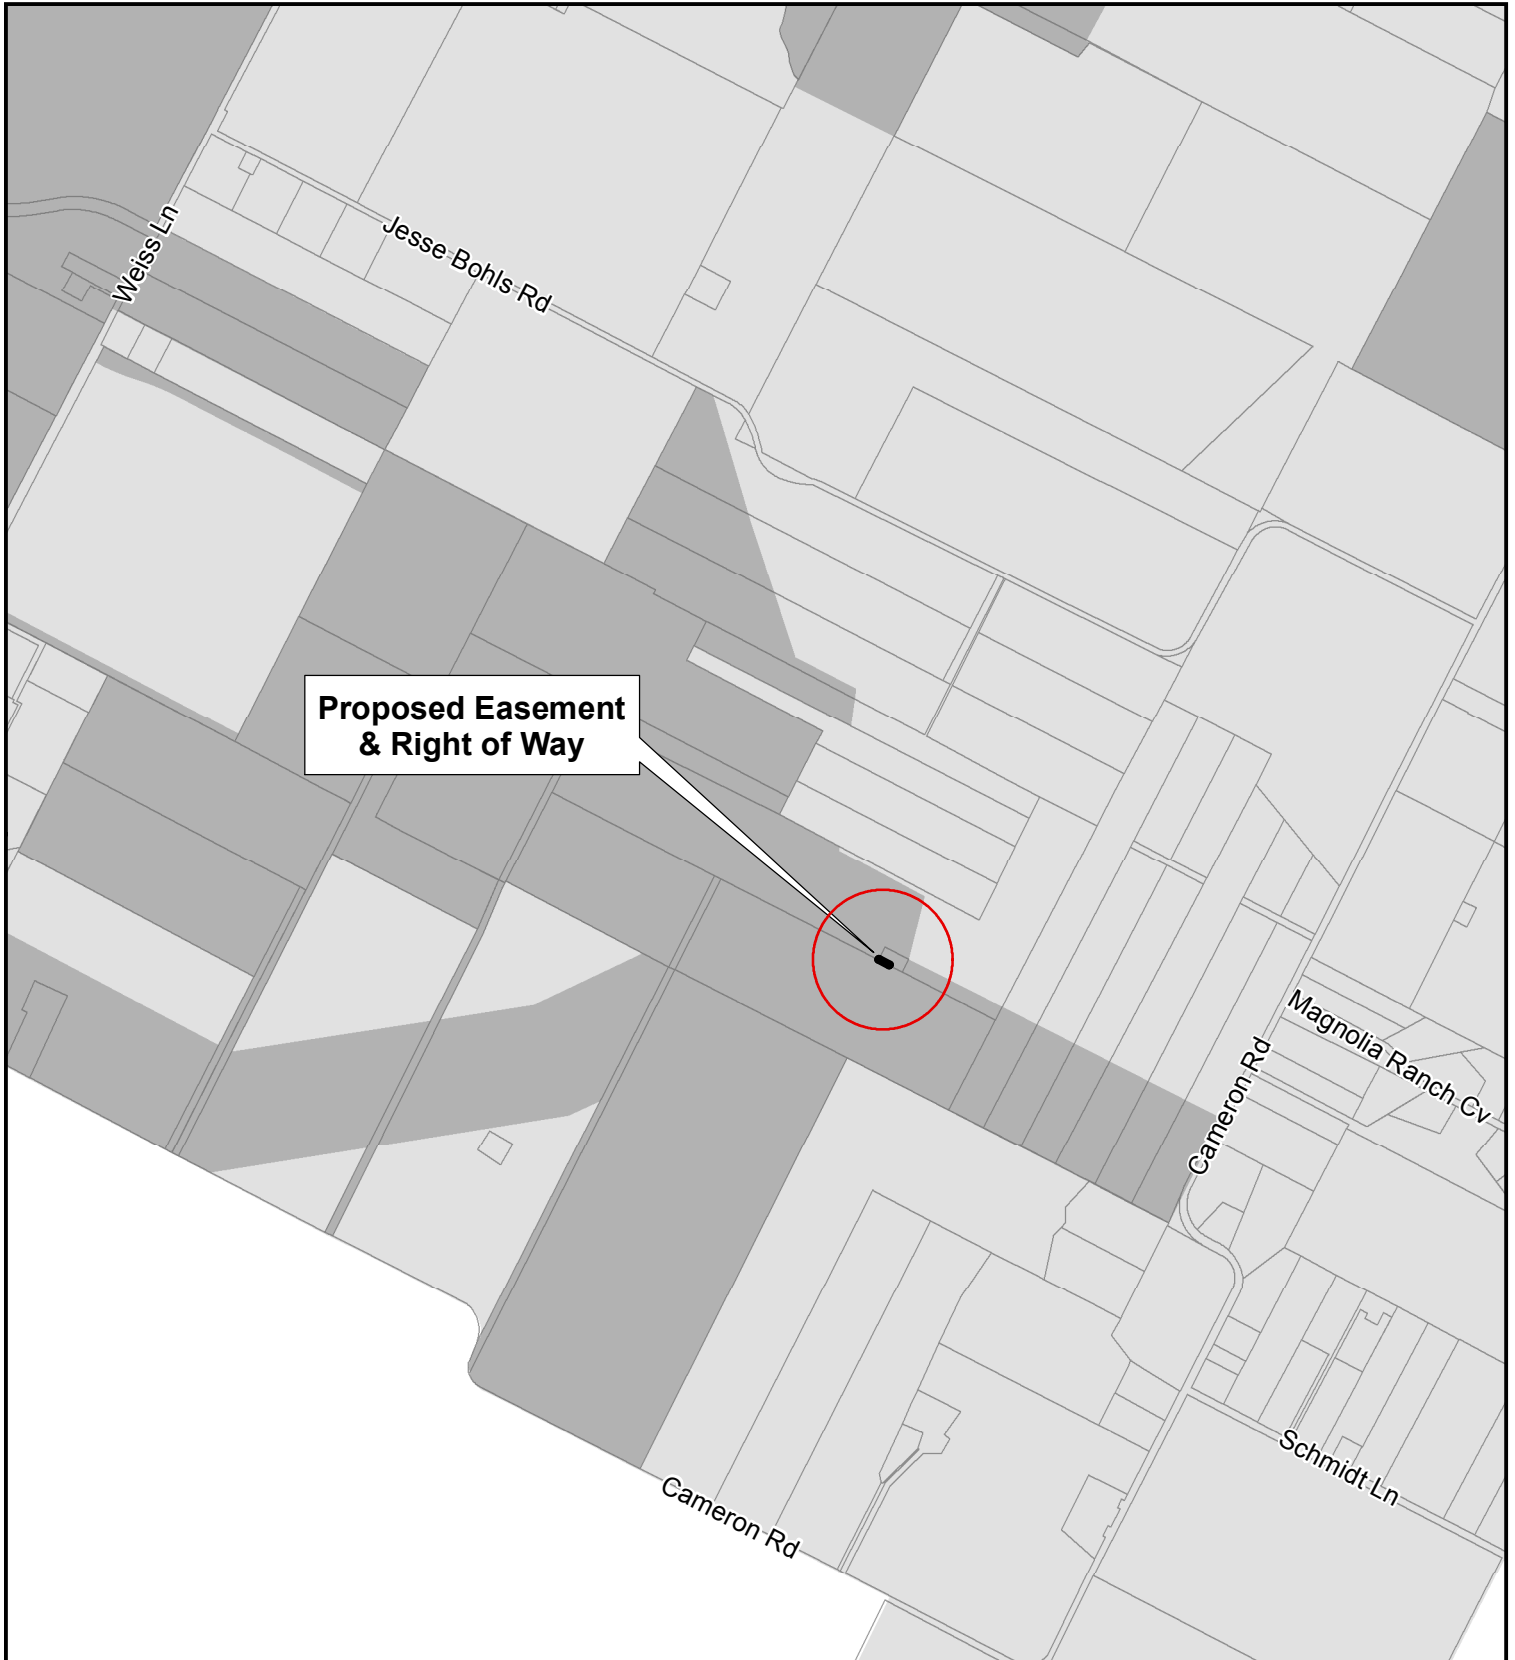 Weiss Ln
Jesse Bohls Rd
Proposed Easement
& Right of Way
Magnolia Ranch Cv
Cameron Rd
Schmidt Ln
Cameron Rd